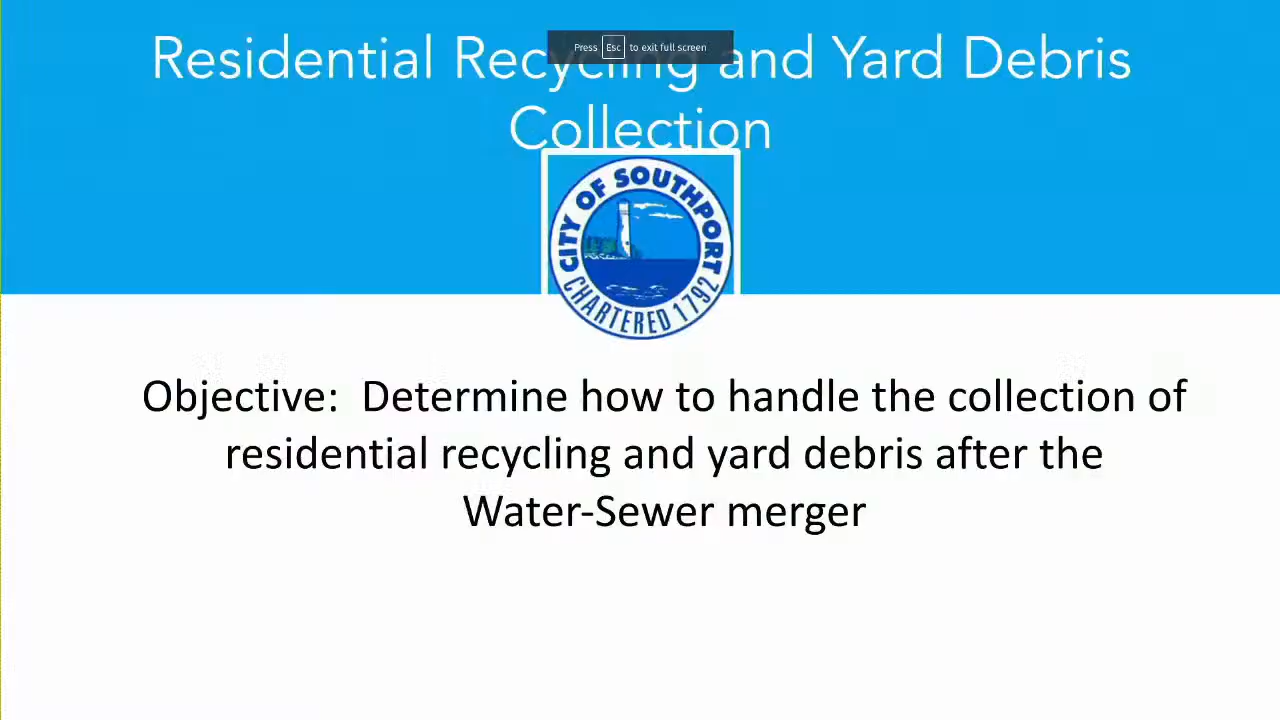 Residential Recycling and Yard Debris
Collection
Press Esc to exit full screen
CITY OF SOUTHPORT
CHARTERED 1792
Objective: Determine how to handle the collection of
residential recycling and yard debris after the
Water-Sewer merger